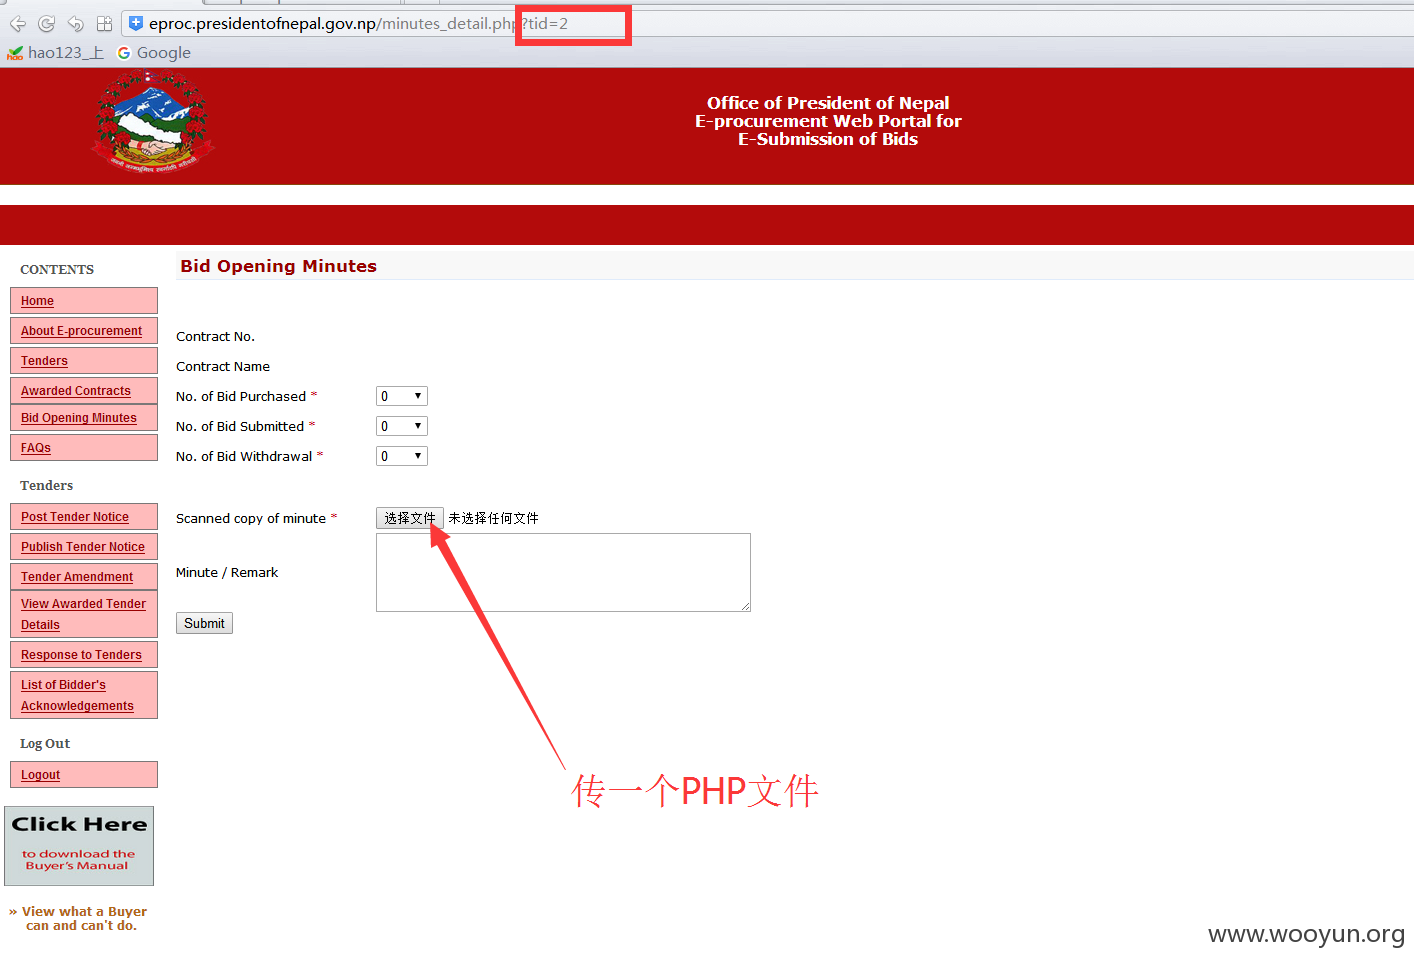 eproc.presidentofnepal.gov.np/minutes_detail.php?tid=2
hao123_上
Google
Office of President of Nepal
E-procurement Web Portal for
E-Submission of Bids
CONTENTS
Home
About E-procurement
Tenders
Awarded Contracts
Bid Opening Minutes
FAQs
Tenders
Post Tender Notice
Publish Tender Notice
Tender Amendment
View Awarded Tender
Details
Response to Tenders
List of Bidder's
Acknowledgements
Log Out
Logout
Click Here
to download the
Buyer's Manual
» View what a Buyer
can and can't do.
Bid Opening Minutes
Contract No.
Contract Name
No. of Bid Purchased * 0
No. of Bid Submitted * 0
No. of Bid Withdrawal * 0
Scanned copy of minute * 选择文件 未选择任何文件
Minute / Remark
Submit
传一个PHP文件
www.wooyun.org